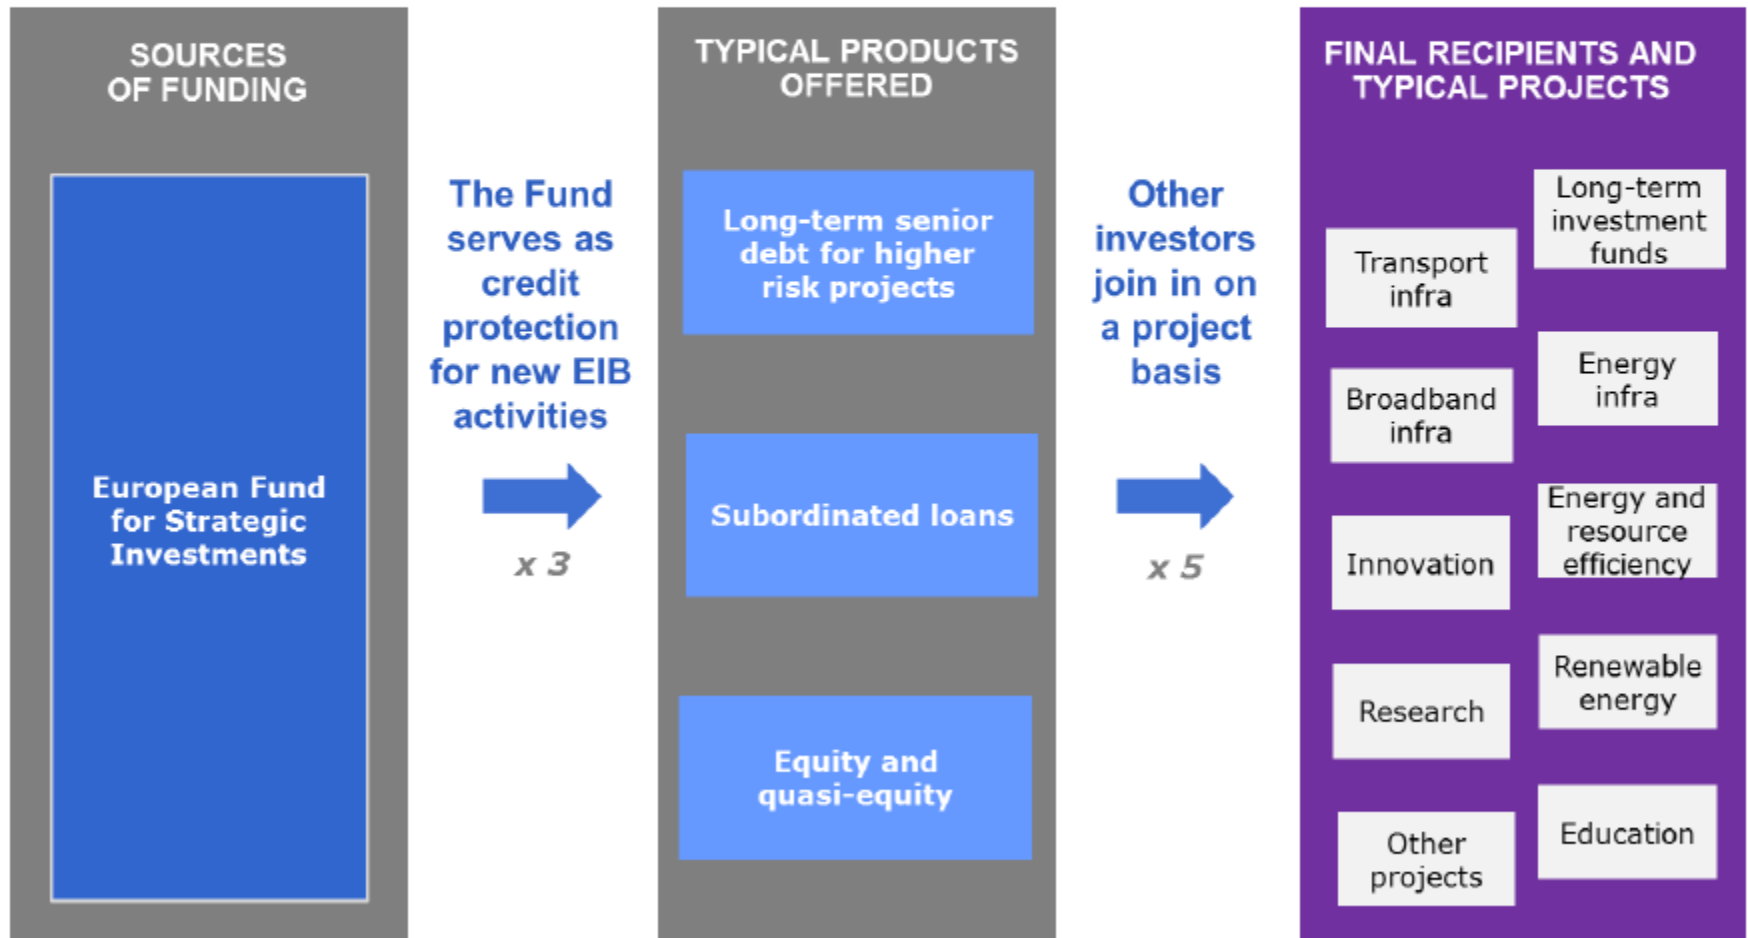 SOURCES
OF FUNDING
European Fund
for Strategic
Investments
The Fund
serves as
credit
protection
for new EIB
activities
x 3
TYPICAL PRODUCTS
OFFERED
Long-term senior
debt for higher
risk projects
Subordinated loans
Equity and
quasi-equity
Other
investors
join in on
a project
basis
x 5
FINAL RECIPIENTS AND
TYPICAL PROJECTS
Long-term
investment
funds
Transport
infra
Energy
infra
Broadband
infra
Energy and
resource
efficiency
Innovation
Renewable
energy
Research
Education
Other
projects